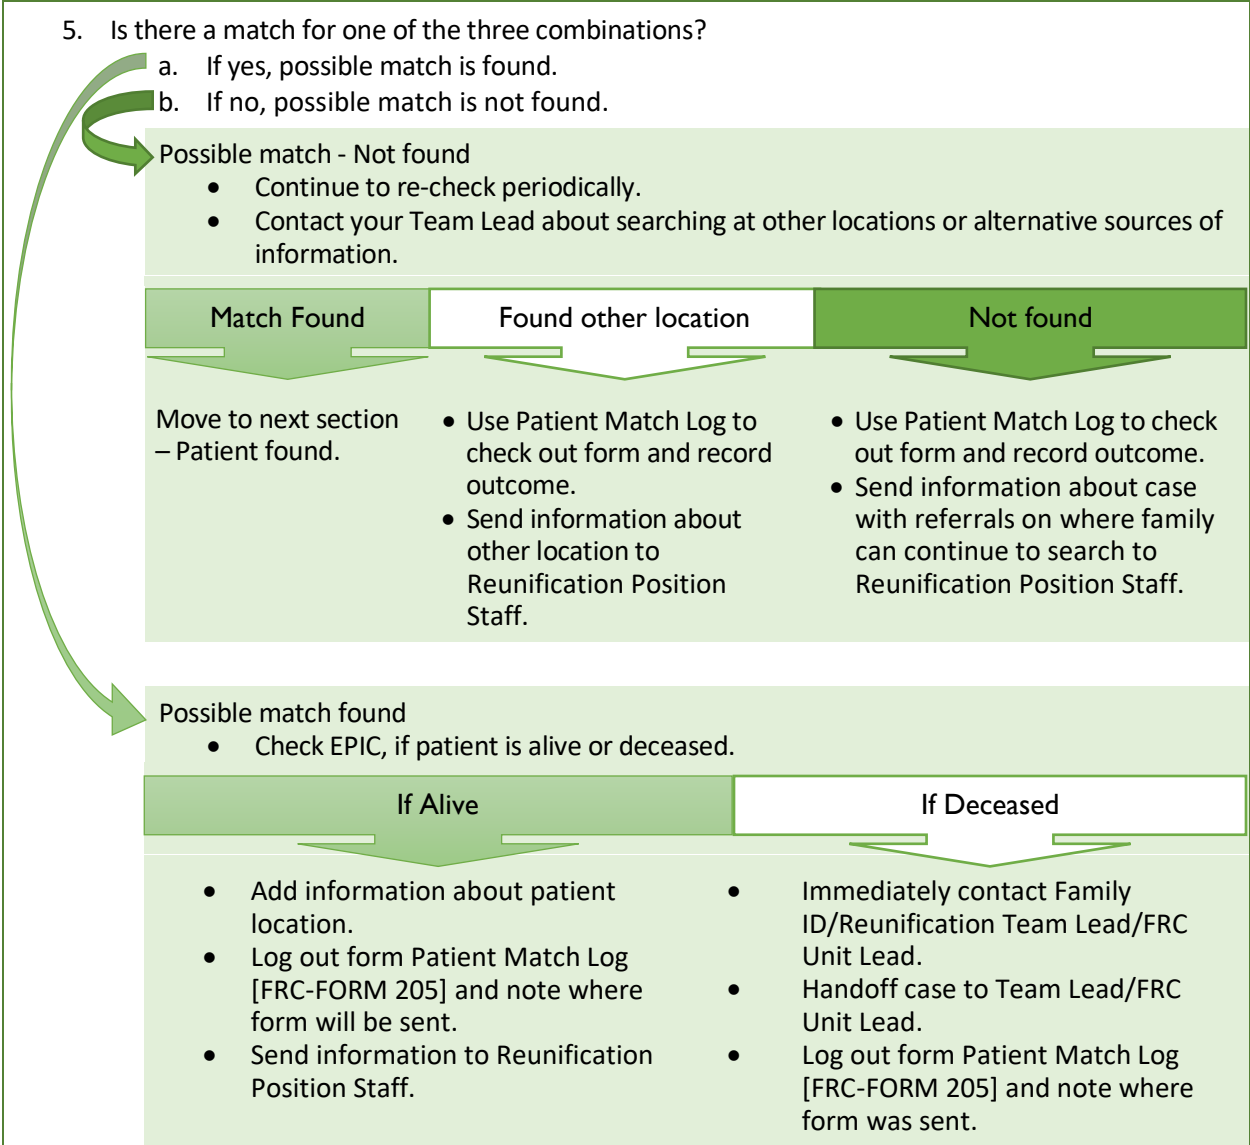 5. Is there a match for one of the three combinations?
a. If yes, possible match is found.
b. If no, possible match is not found.
Possible match - Not found
• Continue to re-check periodically.
• Contact your Team Lead about searching at other locations or alternative sources of
information.
Match Found
Move to next section
– Patient found.
Found other location
• Use Patient Match Log to
check out form and record
outcome.
• Send information about
other location to
Reunification Position
Staff.
Not found
• Use Patient Match Log to check
out form and record outcome.
• Send information about case
with referrals on where family
can continue to search to
Reunification Position Staff.
Possible match found
• Check EPIC, if patient is alive or deceased.
If Alive
• Add information about patient
location.
• Log out form Patient Match Log
[FRC-FORM 205] and note where
form will be sent.
• Send information to Reunification
Position Staff.
If Deceased
• Immediately contact Family
ID/Reunification Team Lead/FRC
Unit Lead.
• Handoff case to Team Lead/FRC
Unit Lead.
• Log out form Patient Match Log
[FRC-FORM 205] and note where
form was sent.